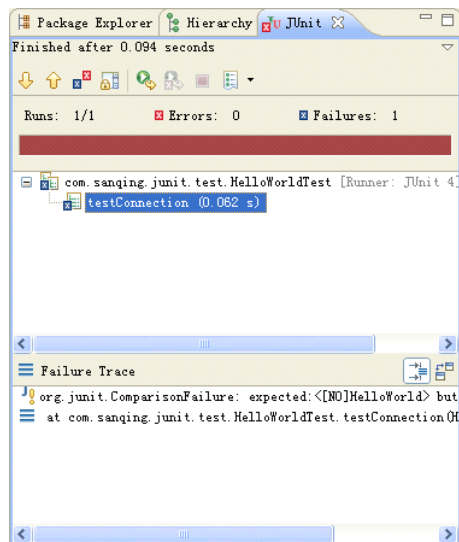 Package Explorer Hierarchy JUnit
Finished after 0.094 seconds
Runs: 1/1 Errors: 0 Failures: 1
com.sanqing.junit.test.HelloWorldTest [Runner: JUnit 4]
testConnection (0.062 s)
Failure Trace
org.junit.ComparisonFailure: expected:<[NO]HelloWorld> but
at com.sanqing.junit.test.HelloWorldTest.testConnection(H